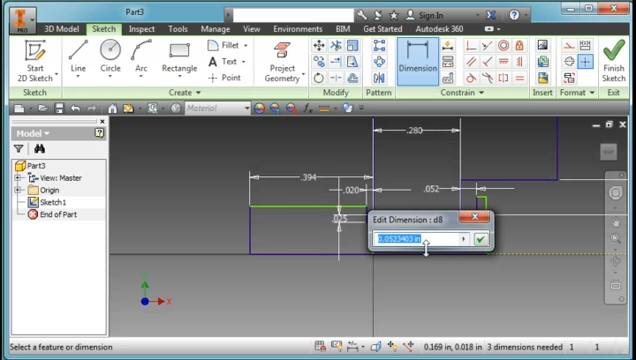 PRO
Part3
Sign In
3D Model Sketch Inspect Tools Manage View Environments BIM Get Started Autodesk 360
Start
2D Sketch
Line
Circle
Arc
Rectangle
Fillet
Text
Point
Project
Geometry
Dimension
Finish
Sketch
Sketch
Create
Modify
Pattern
Constrain
Insert
Format
Exit
Material
Model
Part3
View: Master
Origin
Sketch1
End of Part
.280
.394
.020
.052
.025
Edit Dimension : d8
0.0523403 in
Y
X
Select a feature or dimension
0.169 in, 0.018 in
3 dimensions needed
1
1